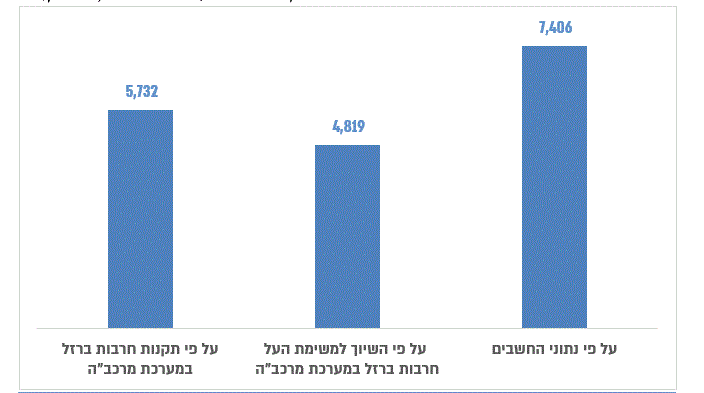 7,406
5,732
4,819
על פי נתוני החשבים
על פי השיוך למשימת העל
חרבות ברזל במערכת מרכב"ה
על פי תקנות חרבות ברזל
במערכת מרכב"ה